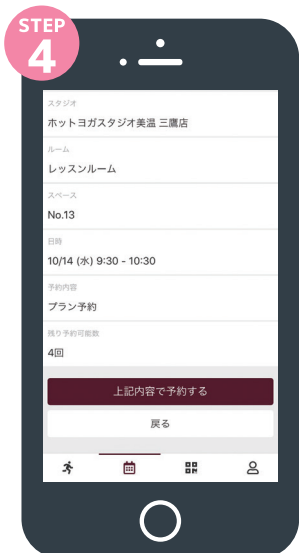 STEP
4
スタジオ
ホットヨガスタジオ美温 三鷹店
ルーム
レッスンルーム
スペース
No.13
日時
10/14 (水) 9:30 - 10:30
予約内容
プラン予約
残り予約可能数
4回
上記内容で予約する
戻る